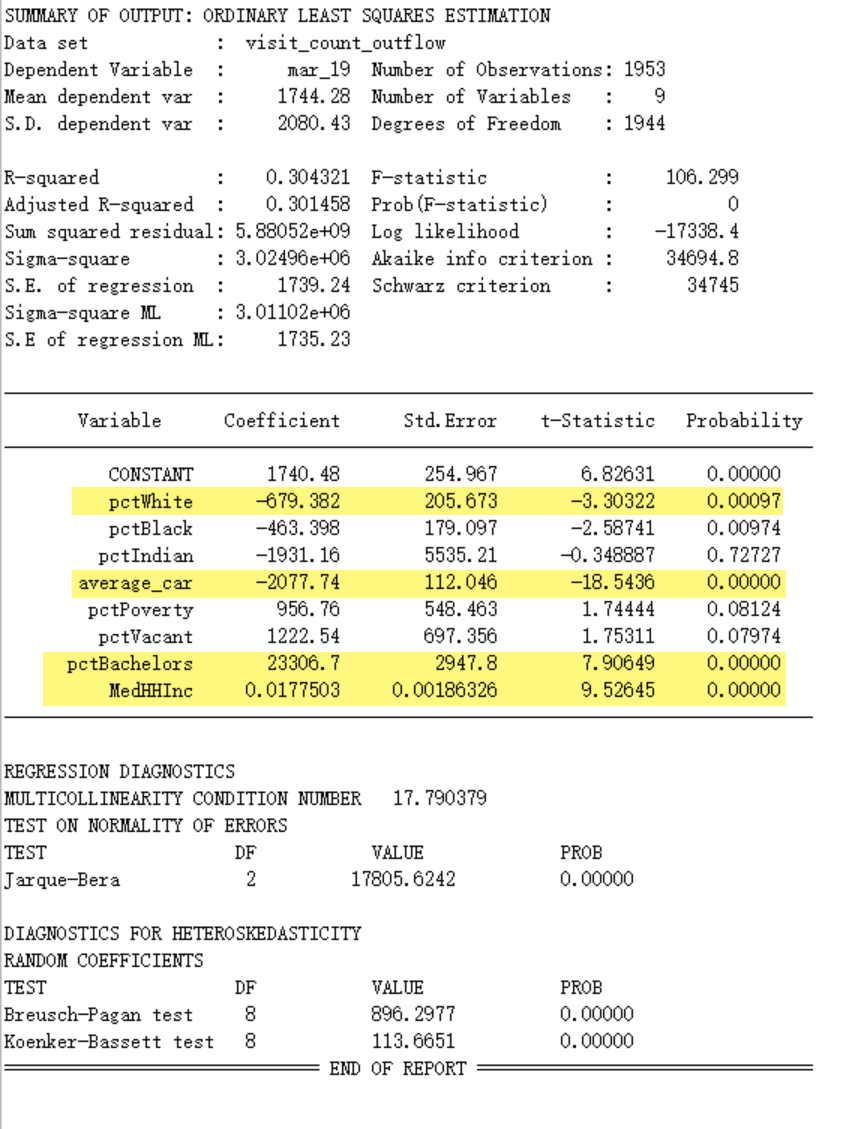 SUMMARY OF OUTPUT: ORDINARY LEAST SQUARES ESTIMATION
Data set : visit_count_outflow
Dependent Variable : mar_19 Number of Observations: 1953
Mean dependent var : 1744.28 Number of Variables : 9
S.D. dependent var : 2080.43 Degrees of Freedom : 1944
R-squared : 0.304321 F-statistic : 106.299
Adjusted R-squared : 0.301458 Prob(F-statistic) : 0
Sum squared residual: 5.88052e+09 Log likelihood : -17338.4
Sigma-square : 3.02496e+06 Akaike info criterion : 34694.8
S.E. of regression : 1739.24 Schwarz criterion : 34745
Sigma-square ML : 3.01102e+06
S.E of regression ML: 1735.23
Variable Coefficient Std.Error t-Statistic Probability
CONSTANT 1740.48 254.967 6.82631 0.00000
pctWhite -679.382 205.673 -3.30322 0.00097
pctBlack -463.398 179.097 -2.58741 0.00974
pctIndian -1931.16 5535.21 -0.348887 0.72727
average_car -2077.74 112.046 -18.5436 0.00000
pctPoverty 956.76 548.463 1.74444 0.08124
pctVacant 1222.54 697.356 1.75311 0.07974
pctBachelors 23306.7 2947.8 7.90649 0.00000
MedHHInc 0.0177503 0.00186326 9.52645 0.00000
REGRESSION DIAGNOSTICS
MULTICOLLINEARITY CONDITION NUMBER 17.790379
TEST ON NORMALITY OF ERRORS
TEST DF VALUE PROB
Jarque-Bera 2 17805.6242 0.00000
DIAGNOSTICS FOR HETEROSKEDASTICITY
RANDOM COEFFICIENTS
TEST DF VALUE PROB
Breusch-Pagan test 8 896.2977 0.00000
Koenker-Bassett test 8 113.6651 0.00000
END OF REPORT